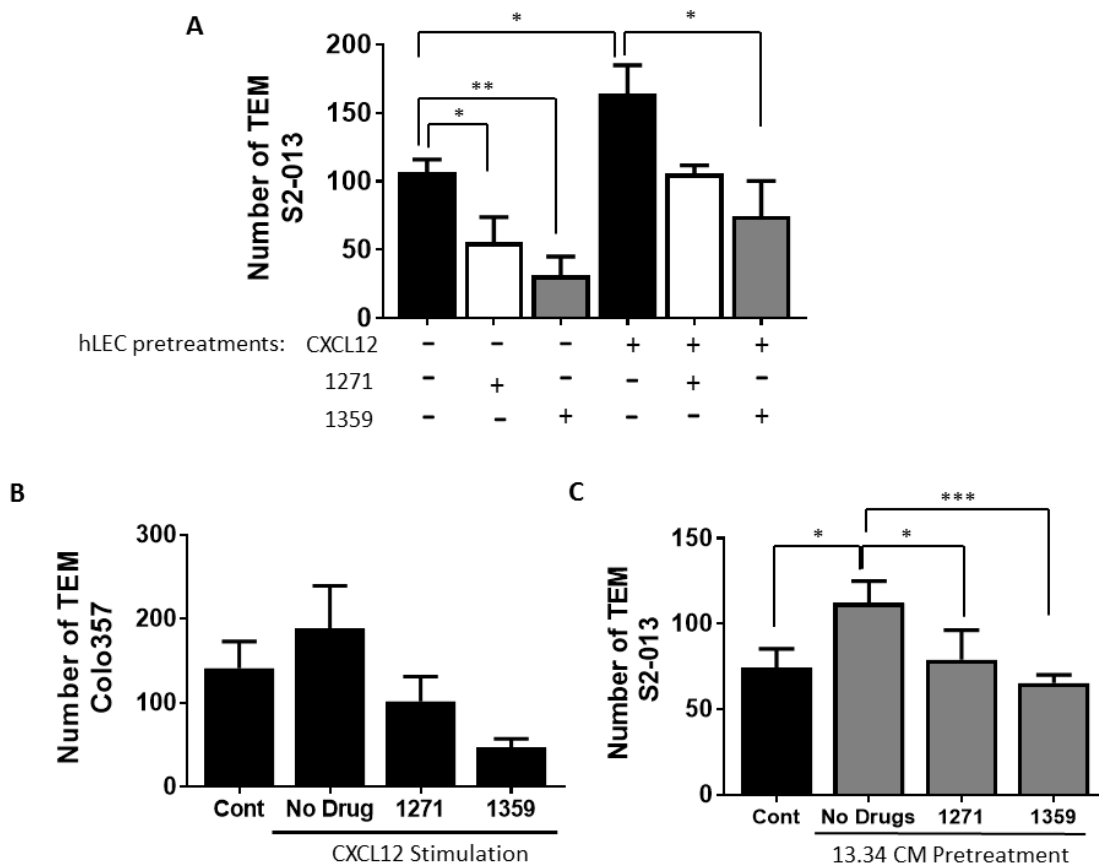 A
Number of TEM
S2-013
200
150
100
50
0
* *
**
*
hLEC pretreatments: CXCL12 - - - + + +
1271 - + - - + -
1359 - - + - - +
B
Number of TEM
Colo357
300
200
100
0
Cont No Drug 1271 1359
CXCL12 Stimulation
C
Number of TEM
S2-013
150
100
50
0
***
* *
Cont No Drugs 1271 1359
13.34 CM Pretreatment